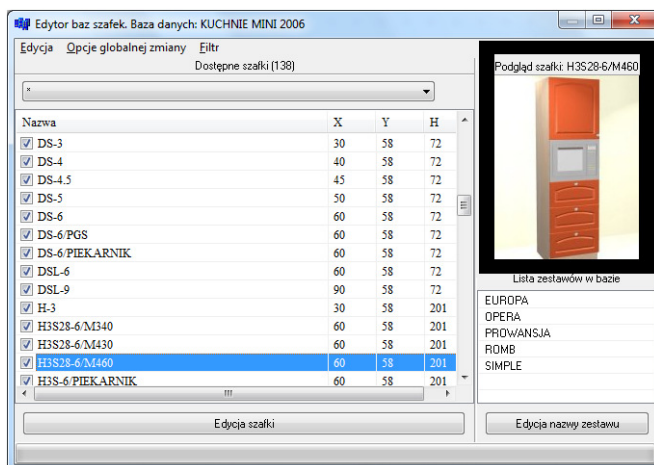 Edytor baz szafek. Baza danych: KUCHNIE MINI 2006
Edycja Opcje globalnej zmiany Filtr
Dostępne szafki (138)
*
Nazwa X Y H
DS-3 30 58 72
DS-4 40 58 72
DS-4.5 45 58 72
DS-5 50 58 72
DS-6 60 58 72
DS-6/PGS 60 58 72
DS-6/PIEKARNIK 60 58 72
DSL-6 60 58 72
DSL-9 90 58 72
H-3 30 58 201
H3S28-6/M340 60 58 201
H3S28-6/M430 60 58 201
H3S28-6/M460 60 58 201
H3S-6/PIEKARNIK 60 58 201
Edycja szafki
Podgląd szafki: H3S28-6/M460
Lista zestawów w bazie
EUROPA
OPERA
PROWANSJA
ROMB
SIMPLE
Edycja nazwy zestawu